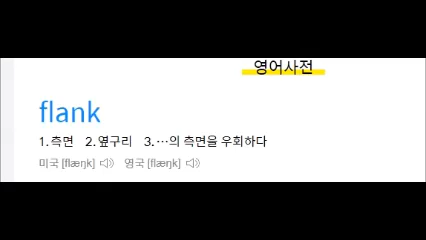 영어사전
flank
1.측면 2.옆구리 3.…의 측면을 우회하다
미국 [flæŋk] 영국 [flæŋk]